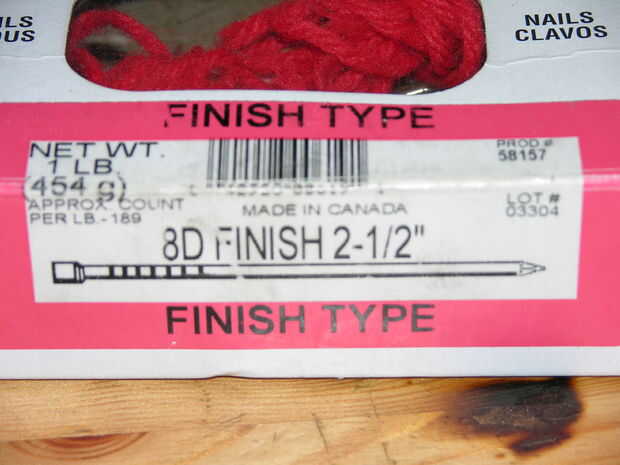 NAILS
CLAVOS
FINISH TYPE
NET WT.
1 LB.
(454 g)
APPROX. COUNT
PER LB.-189
MADE IN CANADA
PROD #
58157
LOT #
03304
8D FINISH 2-1/2"
FINISH TYPE